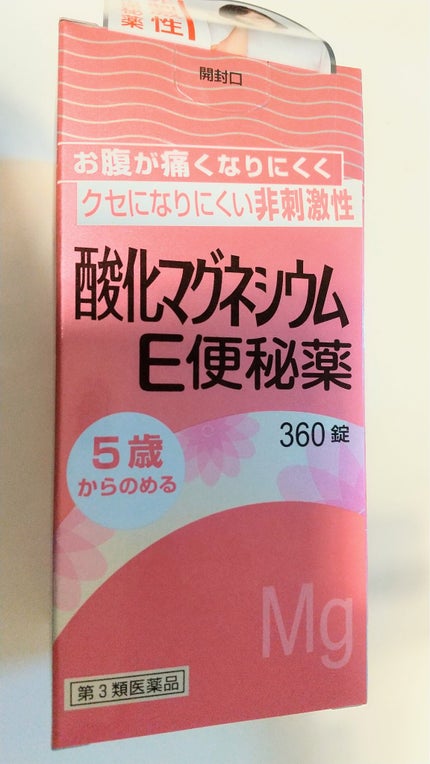 性
薬
開封口
お腹が痛くなりにくく
クセになりにくい非刺激性
酸化マグネシウム
E便秘薬
360錠
5歳
からのめる
Mg
第3類医薬品